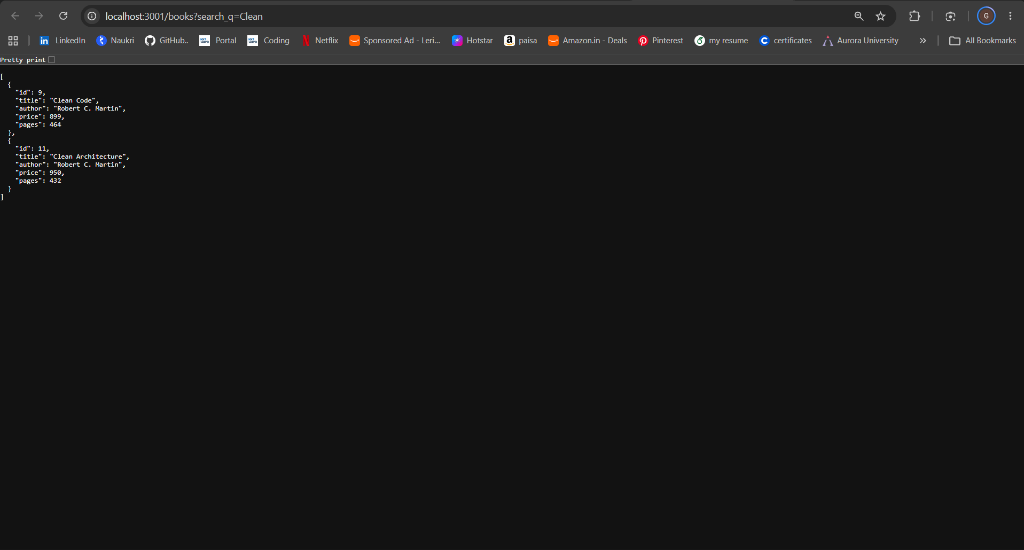 localhost:3001/books?search_q=Clean
G
LinkedIn Naukri GitHub.. Portal Coding Netflix Sponsored Ad - Leri... Hotstar paisa Amazon.in - Deals Pinterest my resume certificates Aurora University » All Bookmarks
Pretty print
[
{
"id": 9,
"title": "Clean Code",
"author": "Robert C. Martin",
"price": 899,
"pages": 464
},
{
"id": 11,
"title": "Clean Architecture",
"author": "Robert C. Martin",
"price": 950,
"pages": 432
}
]